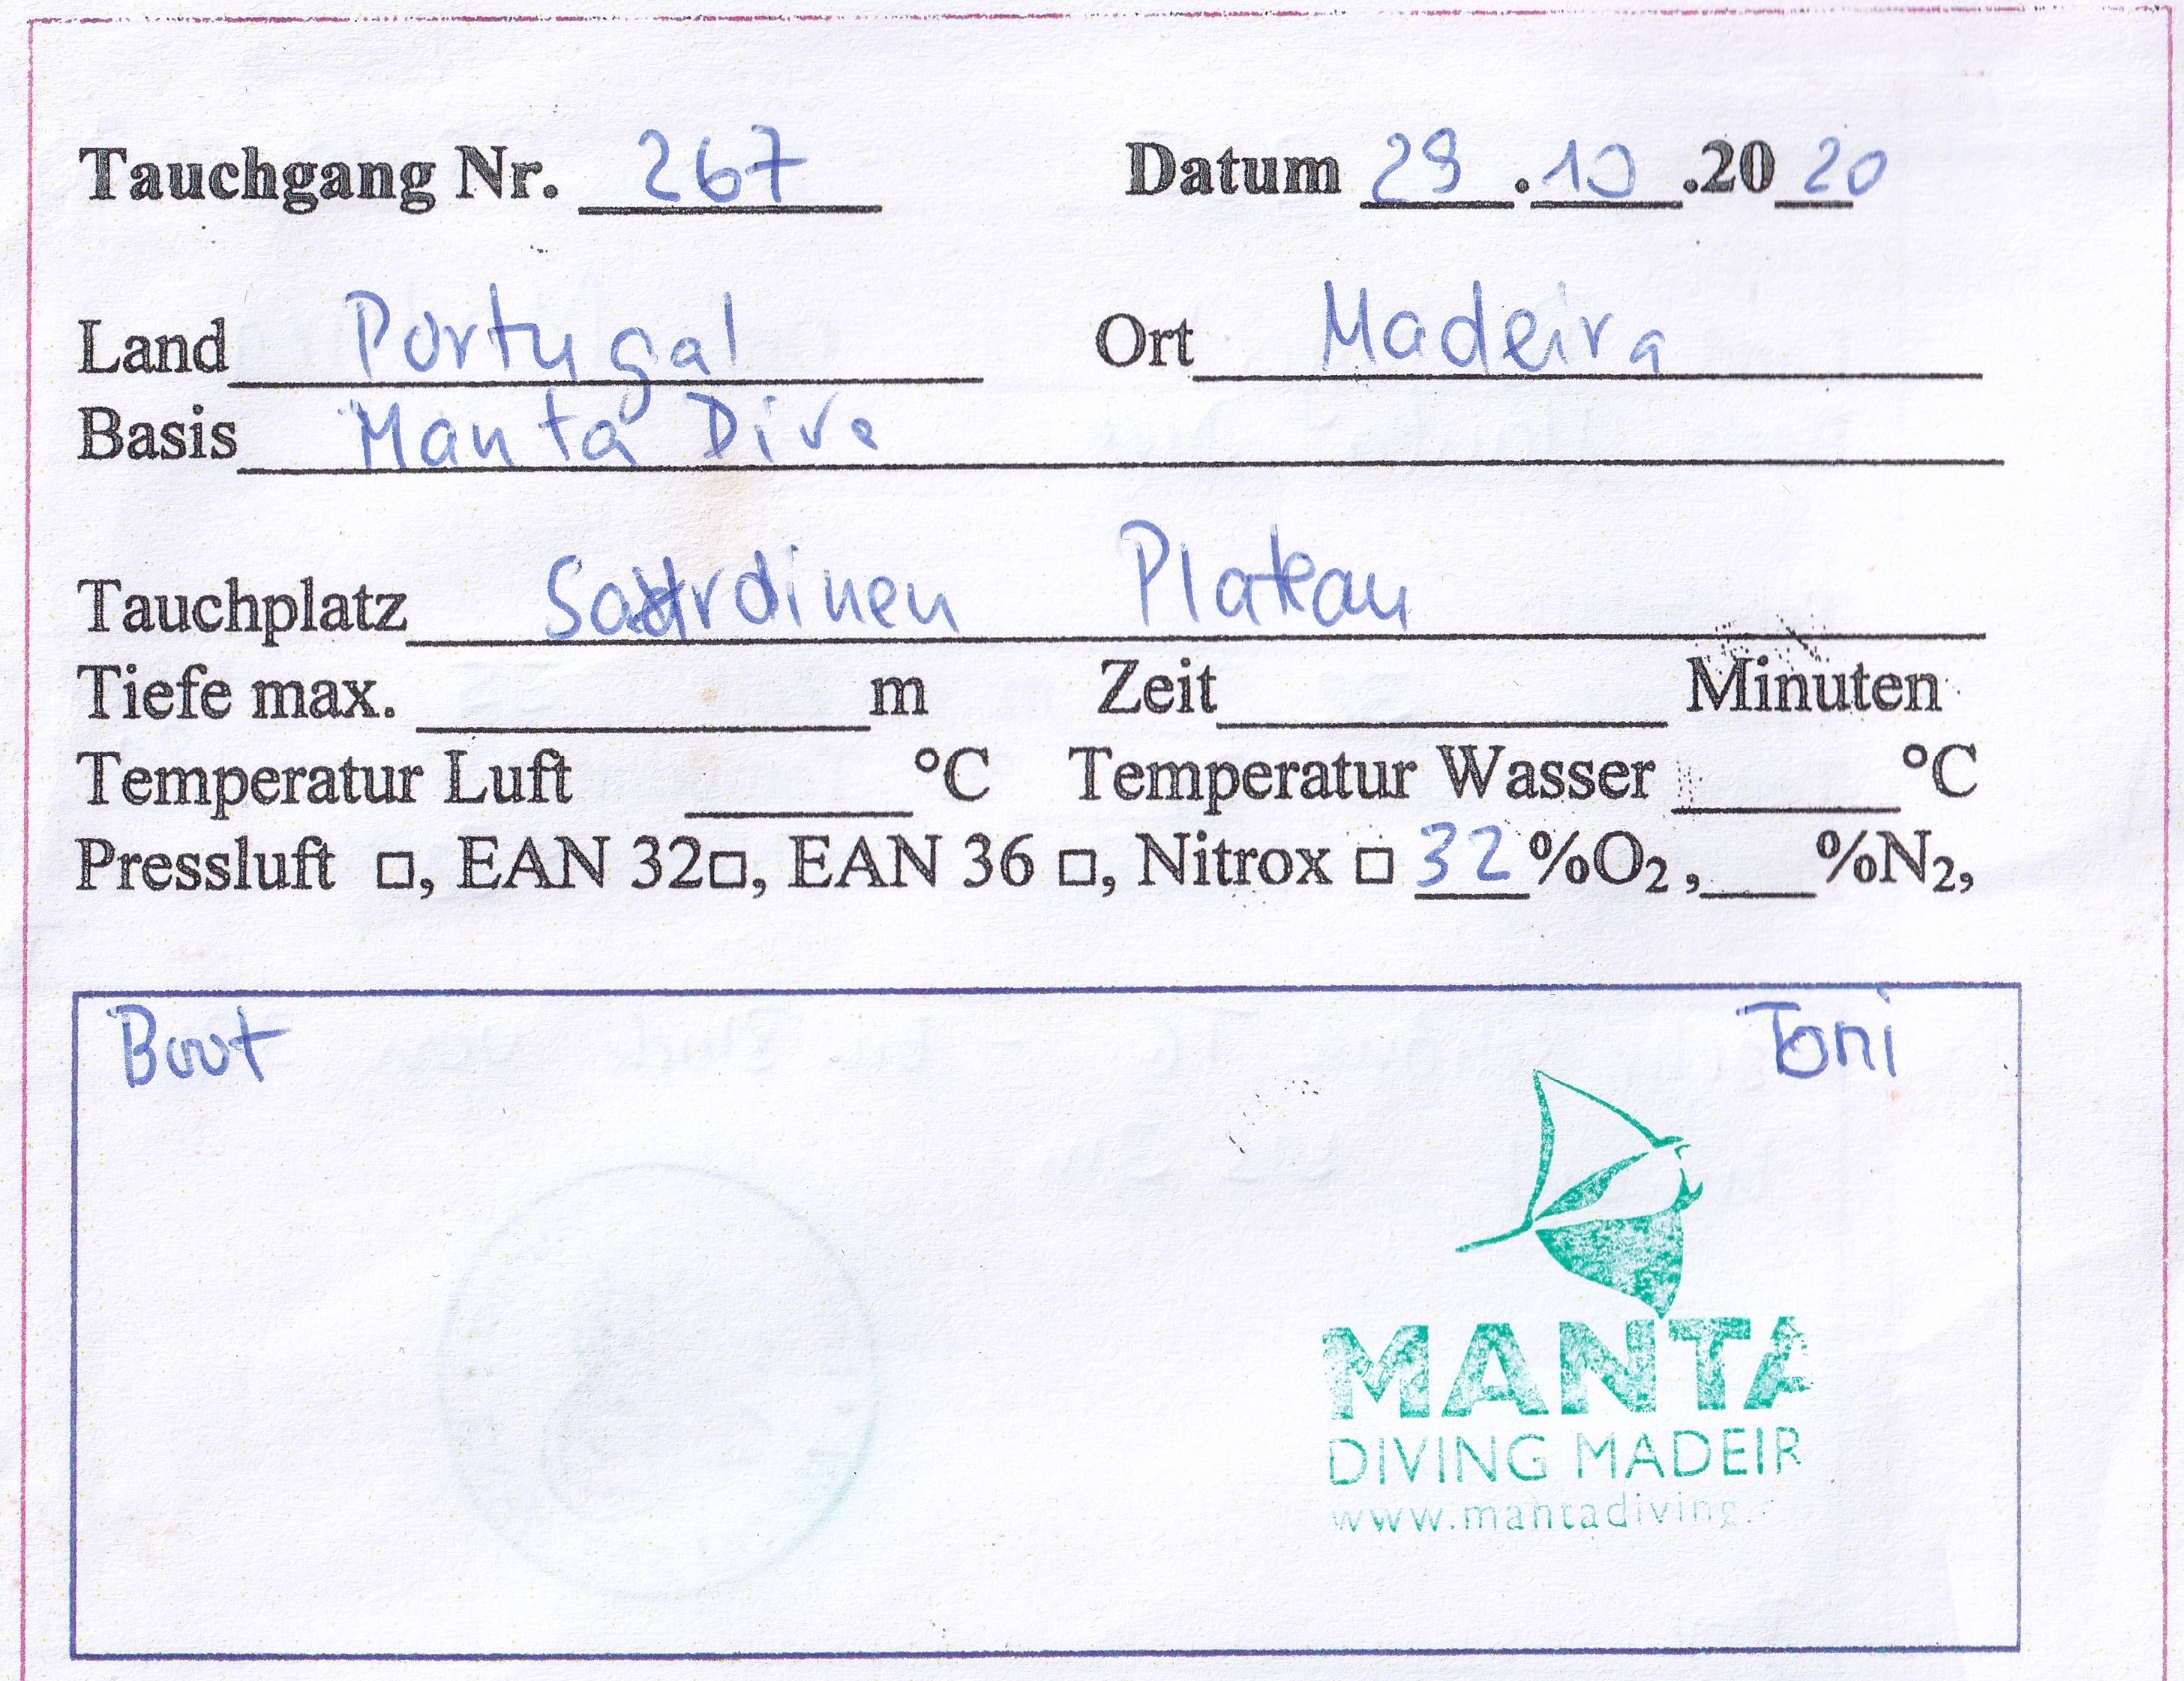 Tauchgang Nr. 267 Datum 29.10.2020
Land Portugal Ort Madeira
Basis Manta Dive
Tauchplatz Sardinen Plateau
Tiefe max. m Zeit Minuten
Temperatur Luft °C Temperatur Wasser °C
Pressluft □, EAN 32□, EAN 36 □, Nitrox □ 32%O₂, %N₂,
Boot Toni
MANTA
DIVING MADEIR
www.mantadiving.